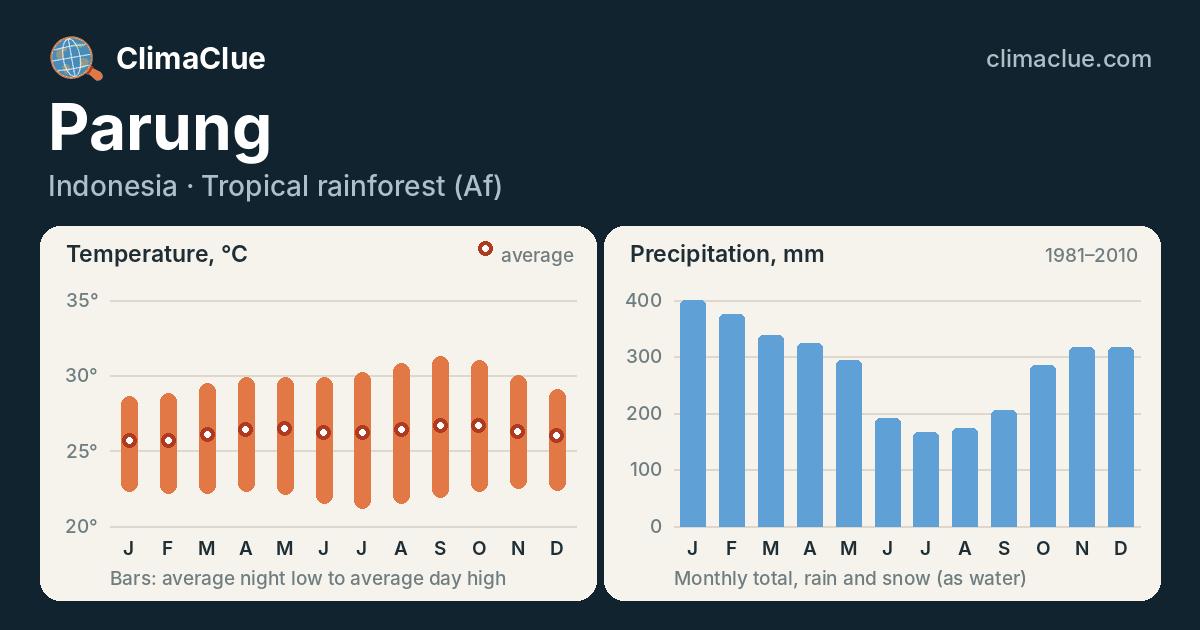 ClimaClue
climaclue.com
Parung
Indonesia · Tropical rainforest (Af)
Temperature, °C
average
35°
30°
25°
20°
J F M A M J J A S O N D
Bars: average night low to average day high
Precipitation, mm
1981–2010
400
300
200
100
0
J F M A M J J A S O N D
Monthly total, rain and snow (as water)